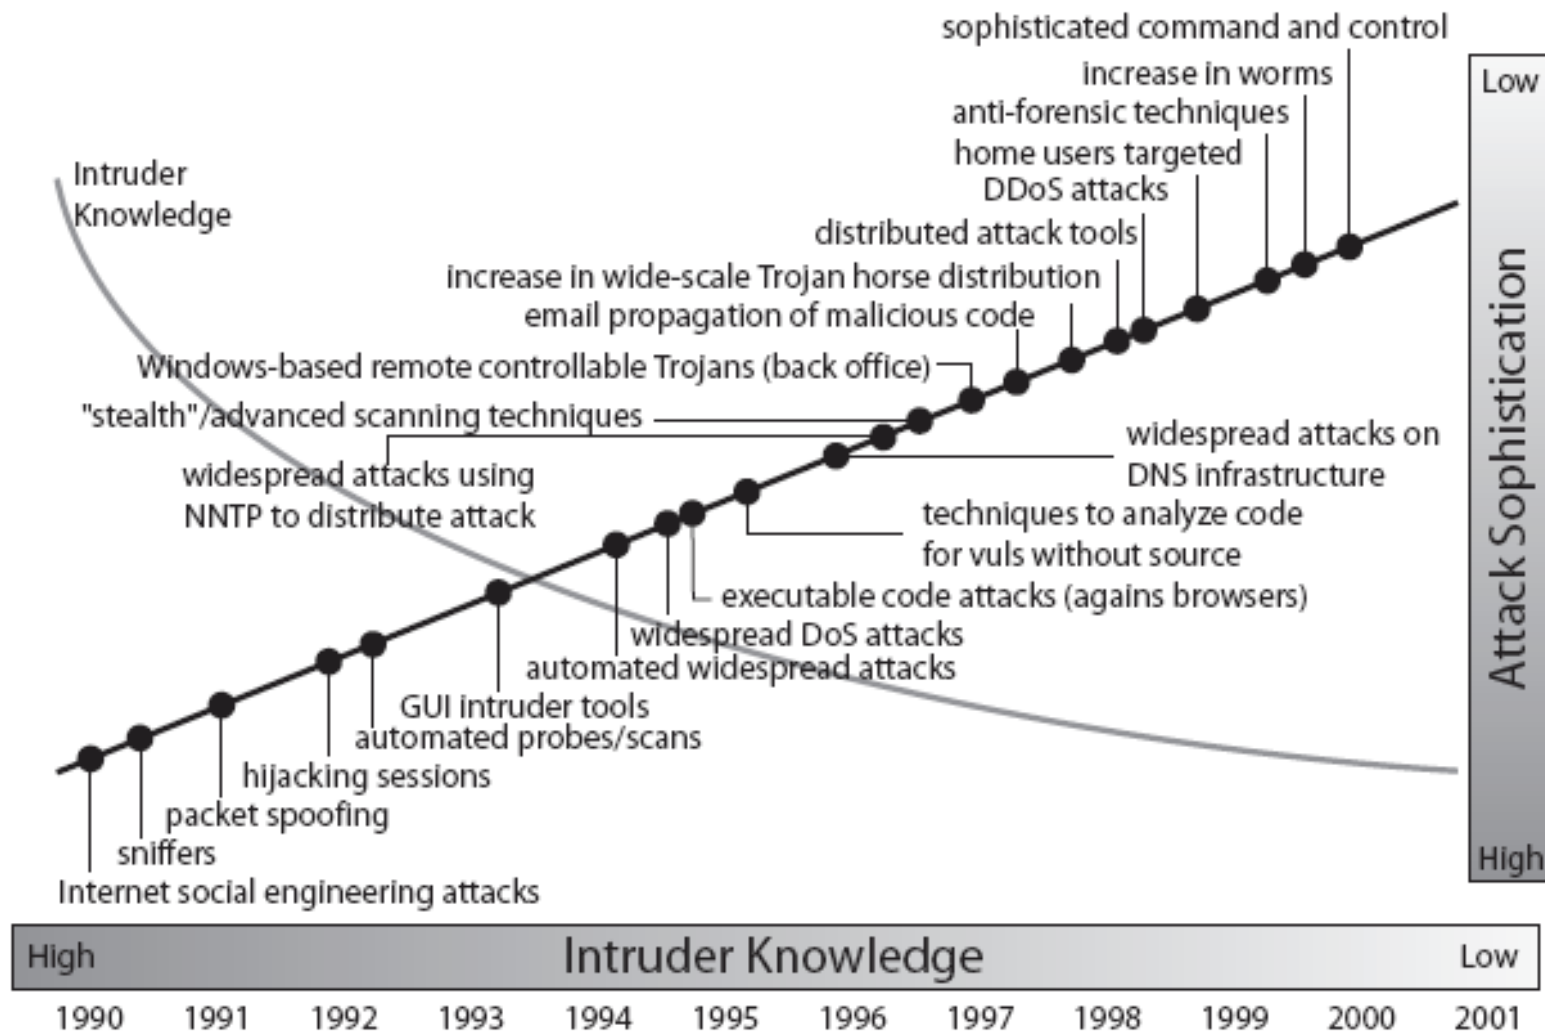 sophisticated command and control
Low
increase in worms
anti-forensic techniques
home users targeted
DDoS attacks
Intruder
Knowledge
distributed attack tools
increase in wide-scale Trojan horse distribution
email propagation of malicious code
Windows-based remote controllable Trojans (back office)
"stealth"/advanced scanning techniques
widespread attacks using
NNTP to distribute attack
widespread attacks on
DNS infrastructure
techniques to analyze code
for vuls without source
executable code attacks (agains browsers)
widespread DoS attacks
automated widespread attacks
GUI intruder tools
automated probes/scans
hijacking sessions
packet spoofing
sniffers
Internet social engineering attacks
Attack Sophistication
High
High Intruder Knowledge Low
1990 1991 1992 1993 1994 1995 1996 1997 1998 1999 2000 2001